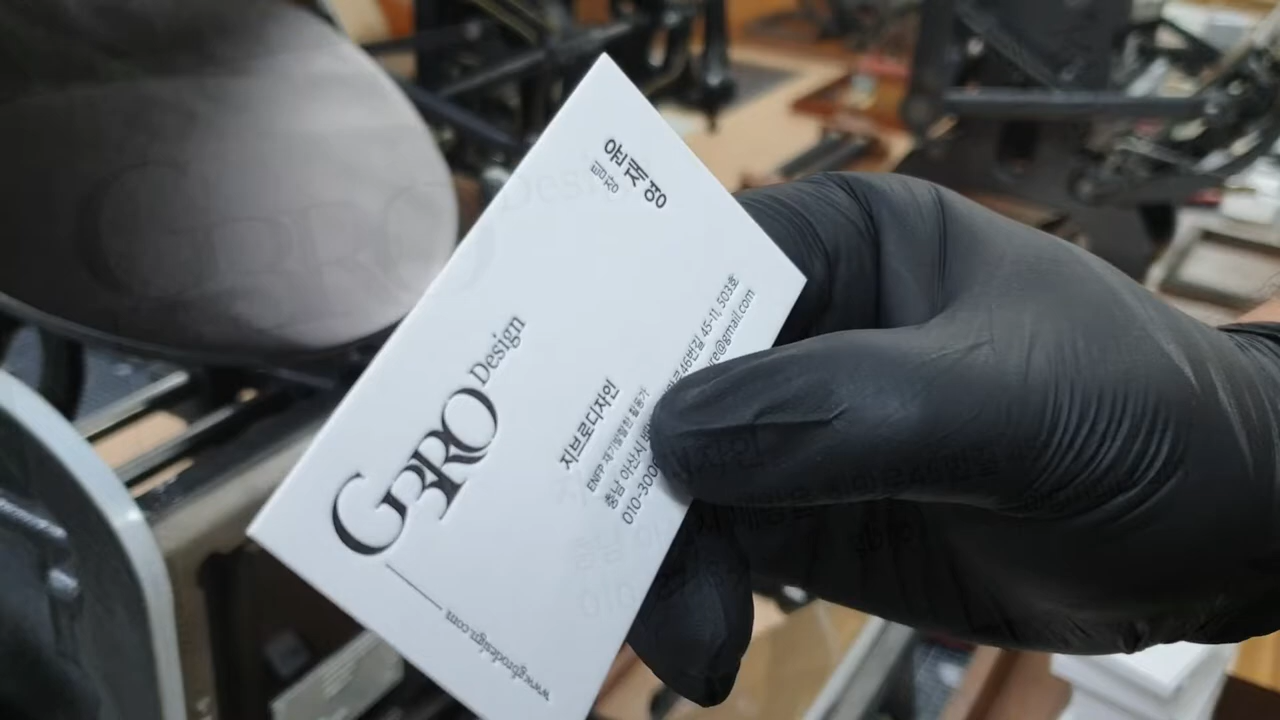 윤재영
팀장
GBRO Design
지브로디자인
ENFP 재기발랄한 활동가
충남 아산시 46번길 45-11, 503호
010-300 @gmail.com
www.gbrodesign.com